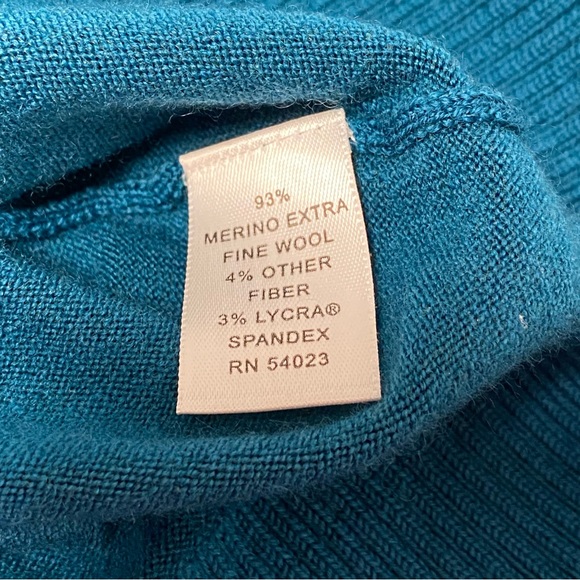 93%
MERINO EXTRA
FINE WOOL
4% OTHER
FIBER
3% LYCRA®
SPANDEX
RN 54023